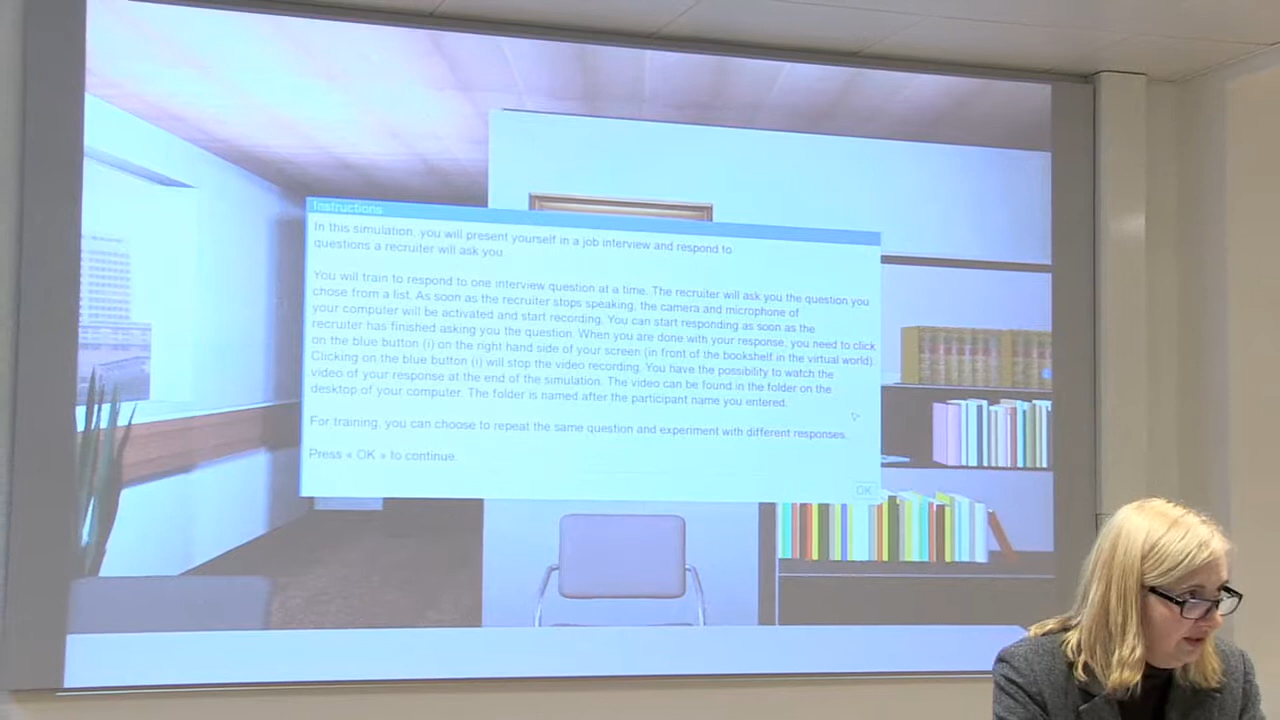 Instructions
In this simulation, you will present yourself in a job interview and respond to
questions a recruiter will ask you.
You will train to respond to one interview question at a time. The recruiter will ask you the question you
chose from a list. As soon as the recruiter stops speaking, the camera and microphone of
your computer will be activated and start recording. You can start responding as soon as the
recruiter has finished asking you the question. When you are done with your response, you need to click
on the blue button (i) on the right hand side of your screen (in front of the bookshelf in the virtual world).
Clicking on the blue button (i) will stop the video recording. You have the possibility to watch the
video of your response at the end of the simulation. The video can be found in the folder on the
desktop of your computer. The folder is named after the participant name you entered.
For training, you can choose to repeat the same question and experiment with different responses.
Press « OK » to continue.
OK